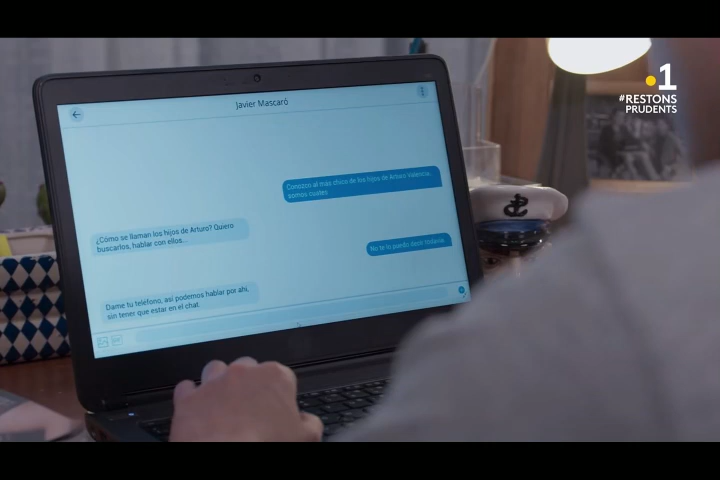 1
#RESTONS
PRUDENTS
Javier Mascaró
Conozco al más chico de los hijos de Arturo Valencia,
somos cuates
¿Cómo se llaman los hijos de Arturo? Quiero
buscarlos, hablar con ellos...
No te lo puedo decir todavía
Dame tu teléfono, así podemos hablar por ahí,
sin tener que estar en el chat.